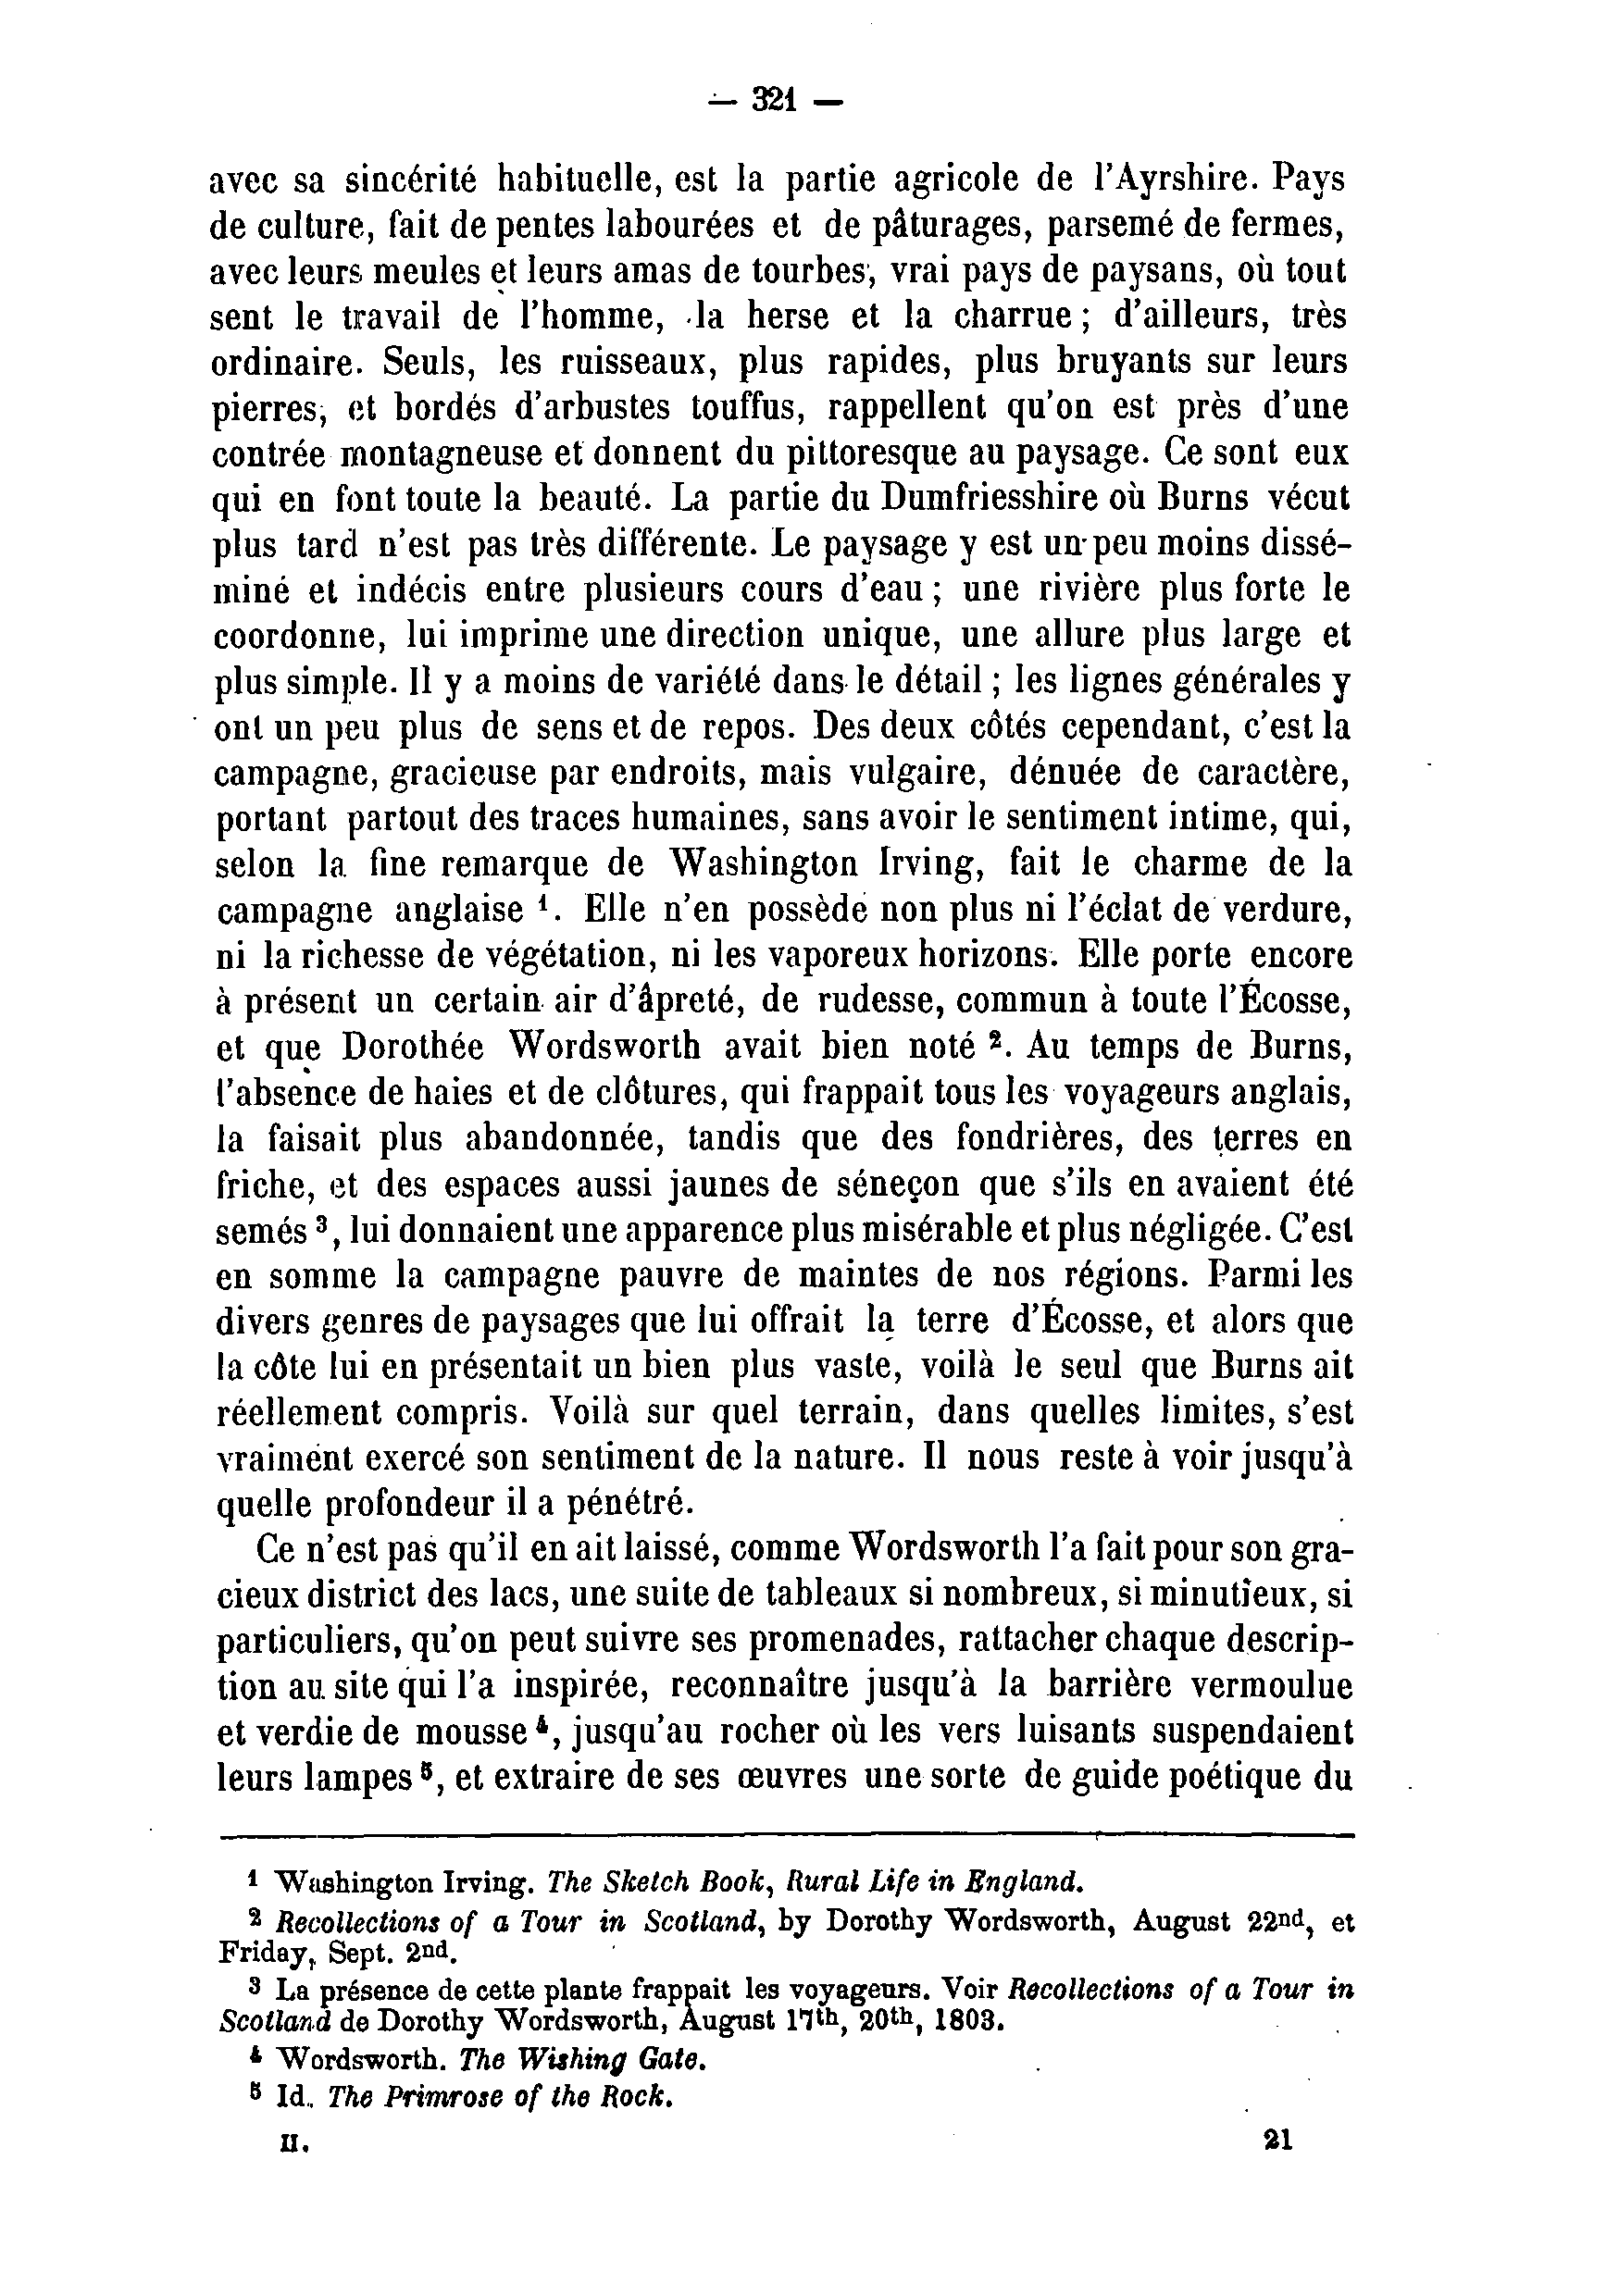 — 321 —
avec sa sincérité habituelle, est la partie agricole de l'Ayrshire. Pays
de culture, fait de pentes labourées et de pâturages, parsemé de fermes,
avec leurs meules et leurs amas de tourbes, vrai pays de paysans, où tout
sent le travail de l'homme, la herse et la charrue ; d'ailleurs, très
ordinaire. Seuls, les ruisseaux, plus rapides, plus bruyants sur leurs
pierres, et bordés d'arbustes touffus, rappellent qu'on est près d'une
contrée montagneuse et donnent du pittoresque au paysage. Ce sont eux
qui en font toute la beauté. La partie du Dumfriesshire où Burns vécut
plus tard n'est pas très différente. Le paysage y est un peu moins dissé-
miné et indécis entre plusieurs cours d'eau ; une rivière plus forte le
coordonne, lui imprime une direction unique, une allure plus large et
plus simple. Il y a moins de variété dans le détail ; les lignes générales y
ont un peu plus de sens et de repos. Des deux côtés cependant, c'est la
campagne, gracieuse par endroits, mais vulgaire, dénuée de caractère,
portant partout des traces humaines, sans avoir le sentiment intime, qui,
selon la fine remarque de Washington Irving, fait le charme de la
campagne anglaise ¹. Elle n'en possède non plus ni l'éclat de verdure,
ni la richesse de végétation, ni les vaporeux horizons. Elle porte encore
à présent un certain air d'âpreté, de rudesse, commun à toute l'Écosse,
et que Dorothée Wordsworth avait bien noté ². Au temps de Burns,
l'absence de haies et de clôtures, qui frappait tous les voyageurs anglais,
la faisait plus abandonnée, tandis que des fondrières, des terres en
friche, et des espaces aussi jaunes de séneçon que s'ils en avaient été
semés ³, lui donnaient une apparence plus misérable et plus négligée. C'est
en somme la campagne pauvre de maintes de nos régions. Parmi les
divers genres de paysages que lui offrait la terre d'Écosse, et alors que
la côte lui en présentait un bien plus vaste, voilà le seul que Burns ait
réellement compris. Voilà sur quel terrain, dans quelles limites, s'est
vraiment exercé son sentiment de la nature. Il nous reste à voir jusqu'à
quelle profondeur il a pénétré.
Ce n'est pas qu'il en ait laissé, comme Wordsworth l'a fait pour son gra-
cieux district des lacs, une suite de tableaux si nombreux, si minutieux, si
particuliers, qu'on peut suivre ses promenades, rattacher chaque descrip-
tion au site qui l'a inspirée, reconnaître jusqu'à la barrière vermoulue
et verdie de mousse ⁴, jusqu'au rocher où les vers luisants suspendaient
leurs lampes ⁵, et extraire de ses œuvres une sorte de guide poétique du
¹ Washington Irving. The Sketch Book, Rural Life in England.
² Recollections of a Tour in Scotland, by Dorothy Wordsworth, August 22nd, et
Friday, Sept. 2nd.
³ La présence de cette plante frappait les voyageurs. Voir Recollections of a Tour in
Scotland de Dorothy Wordsworth, August 17th, 20th, 1803.
⁴ Wordsworth. The Wishing Gate.
⁵ Id. The Primrose of the Rock.
II. 21